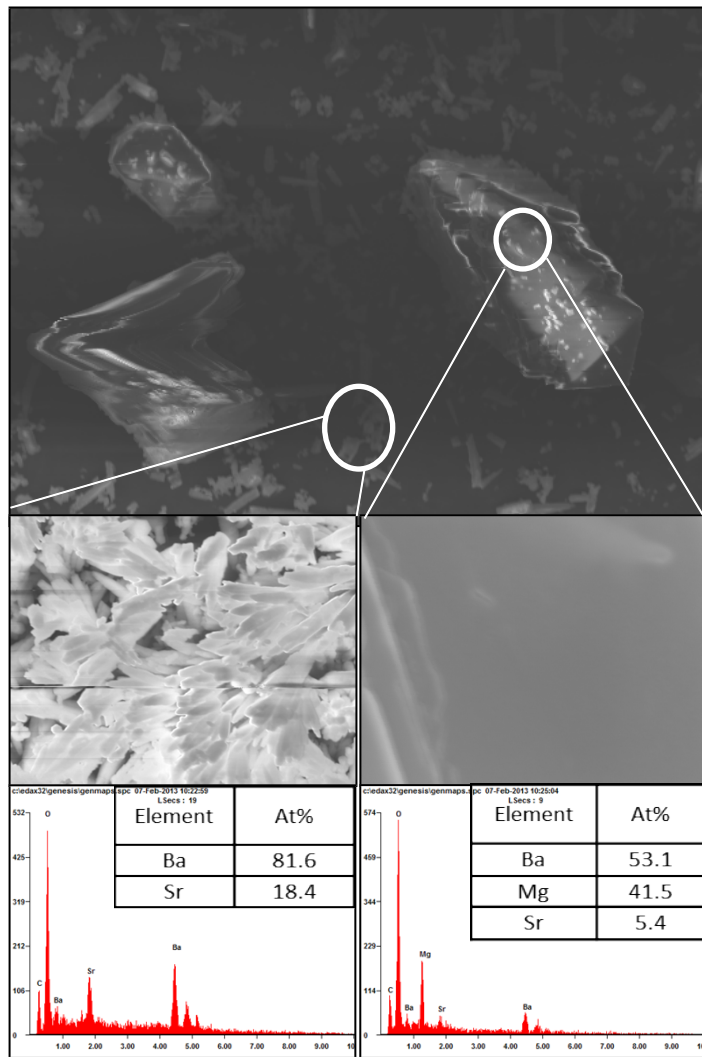 c:\edax32\genesis\genmaps.spc 07-Feb-2013 10:22:59
LSecs : 19
Element At%
Ba 81.6
Sr 18.4
532
425
319
212
106
0
O
C
Ba
Sr
Ba
1.00 2.00 3.00 4.00 5.00 6.00 7.00 8.00 9.00 10
c:\edax32\genesis\genmaps.spc 07-Feb-2013 10:25:04
LSecs : 9
Element At%
Ba 53.1
Mg 41.5
Sr 5.4
574
459
344
229
114
0
O
C
Ba
Mg
Sr
Ba
1.00 2.00 3.00 4.00 5.00 6.00 7.00 8.00 9.00 10.0